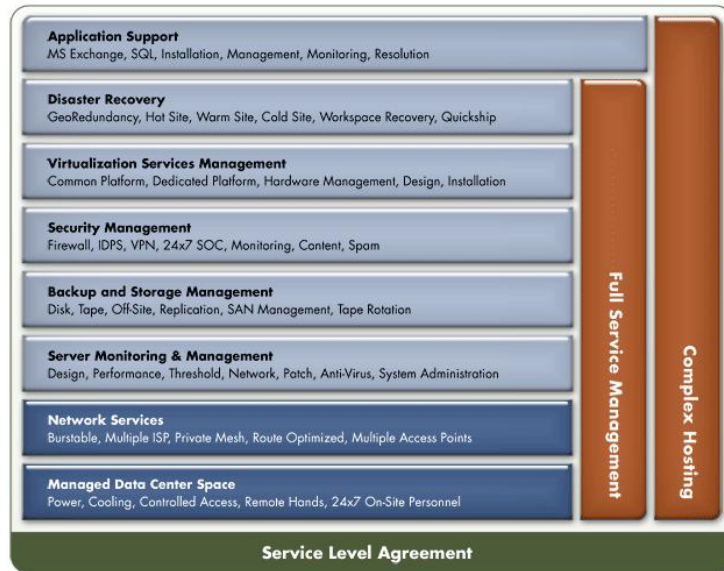 Application Support
MS Exchange, SQL, Installation, Management, Monitoring, Resolution
Disaster Recovery
GeoRedundancy, Hot Site, Warm Site, Cold Site, Workspace Recovery, Quickship
Virtualization Services Management
Common Platform, Dedicated Platform, Hardware Management, Design, Installation
Security Management
Firewall, IDPS, VPN, 24x7 SOC, Monitoring, Content, Spam
Backup and Storage Management
Disk, Tape, Off-Site, Replication, SAN Management, Tape Rotation
Server Monitoring & Management
Design, Performance, Threshold, Network, Patch, Anti-Virus, System Administration
Network Services
Burstable, Multiple ISP, Private Mesh, Route Optimized, Multiple Access Points
Managed Data Center Space
Power, Cooling, Controlled Access, Remote Hands, 24x7 On-Site Personnel
Full Service Management
Complex Hosting
Service Level Agreement